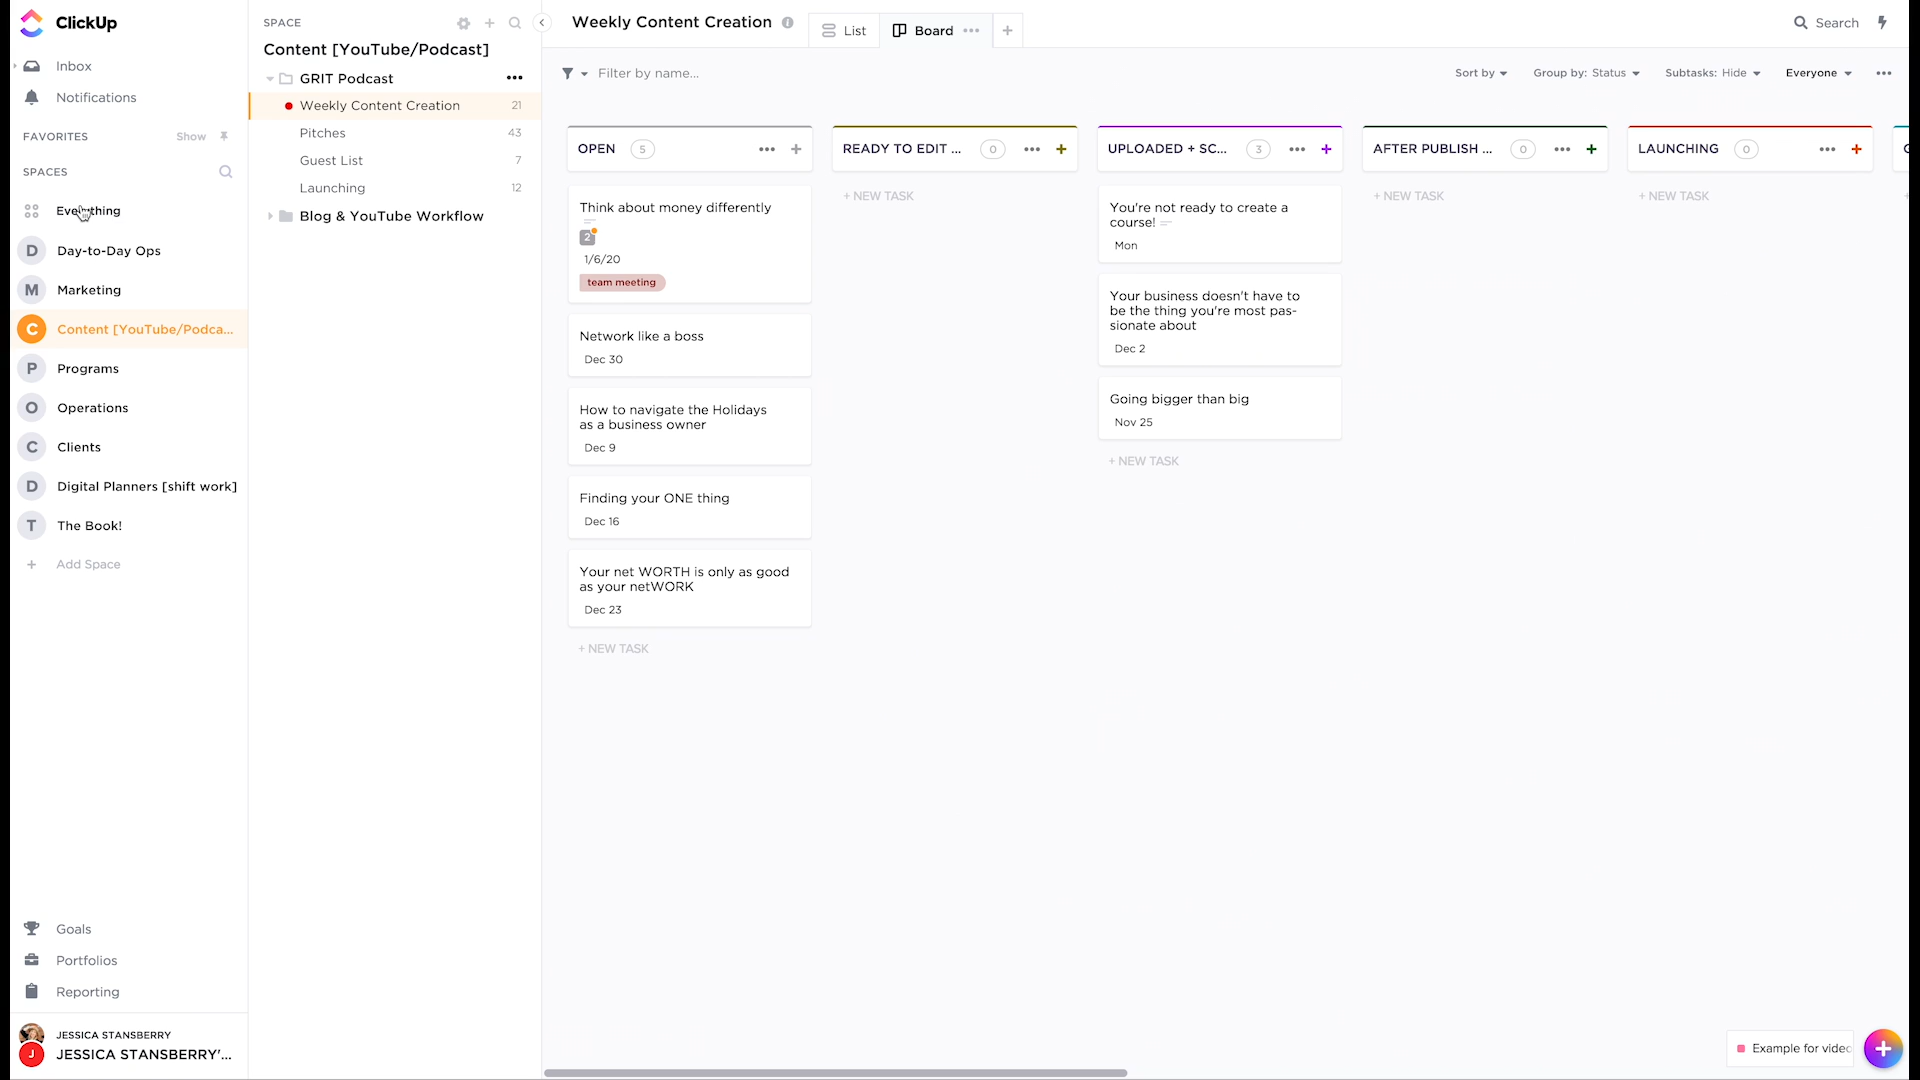 ClickUp
Inbox
Notifications
FAVORITES
Show
SPACES
Everything
D
Day-to-Day Ops
M
Marketing
C
Content [YouTube/Podca...
P
Programs
O
Operations
C
Clients
D
Digital Planners [shift work]
T
The Book!
+
Add Space
Goals
Portfolios
Reporting
JESSICA STANSBERRY
J
JESSICA STANSBERRY'...
SPACE
Content [YouTube/Podcast]
GRIT Podcast
Weekly Content Creation
21
Pitches
43
Guest List
7
Launching
12
Blog & YouTube Workflow
Weekly Content Creation
List
Board
Search
Filter by name...
Sort by
Group by: Status
Subtasks: Hide
Everyone
OPEN
5
Think about money differently
2
1/6/20
team meeting
Network like a boss
Dec 30
How to navigate the Holidays
as a business owner
Dec 9
Finding your ONE thing
Dec 16
Your net WORTH is only as good
as your netWORK
Dec 23
+ NEW TASK
READY TO EDIT ...
0
+ NEW TASK
UPLOADED + SC...
3
You're not ready to create a
course!
Mon
Your business doesn't have to
be the thing you're most pas-
sionate about
Dec 2
Going bigger than big
Nov 25
+ NEW TASK
AFTER PUBLISH ...
0
+ NEW TASK
LAUNCHING
0
+ NEW TASK
Example for video